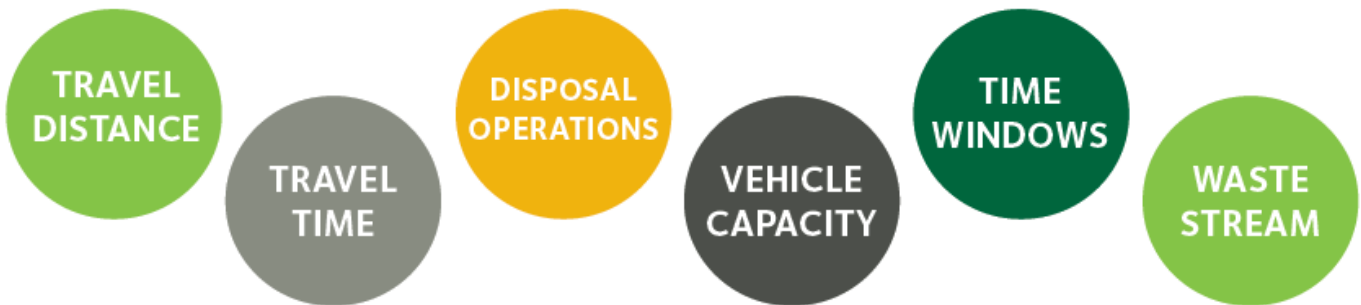 TRAVEL
DISTANCE
TRAVEL
TIME
DISPOSAL
OPERATIONS
VEHICLE
CAPACITY
TIME
WINDOWS
WASTE
STREAM